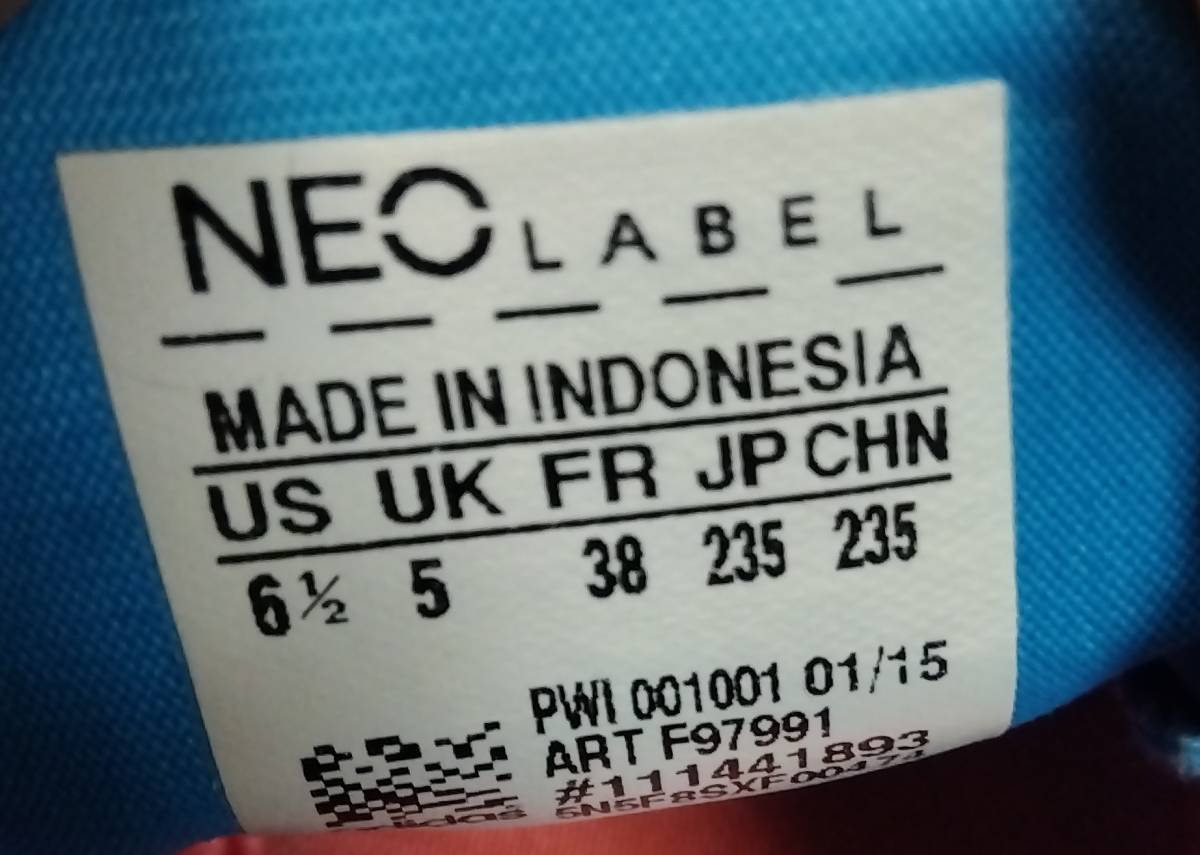 NEO LABEL
MADE IN INDONESIA
US UK FR JP CHN
6½ 5 38 235 235
PWI 001001 01/15
ART F97991
#111441893
adidas